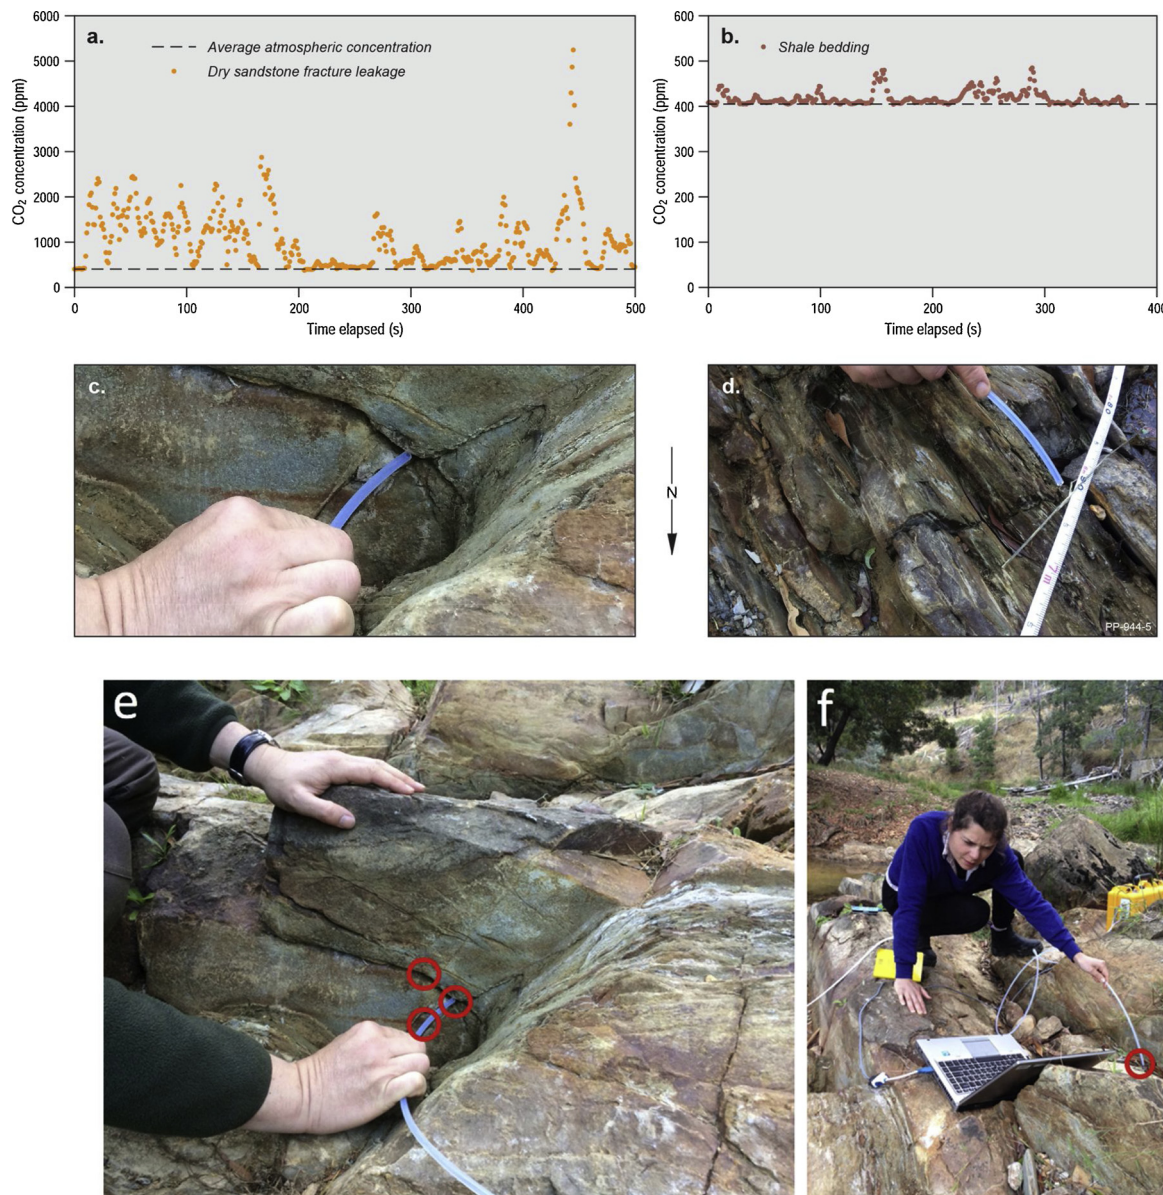 6000
5000
4000
3000
2000
1000
0
CO2 concentration (ppm)
a.
Average atmospheric concentration
Dry sandstone fracture leakage
0 100 200 300 400 500
Time elapsed (s)
600
500
400
300
200
100
0
CO2 concentration (ppm)
b.
Shale bedding
0 100 200 300 400
Time elapsed (s)
c.
N
d.
7m
PP-944-5
e
f